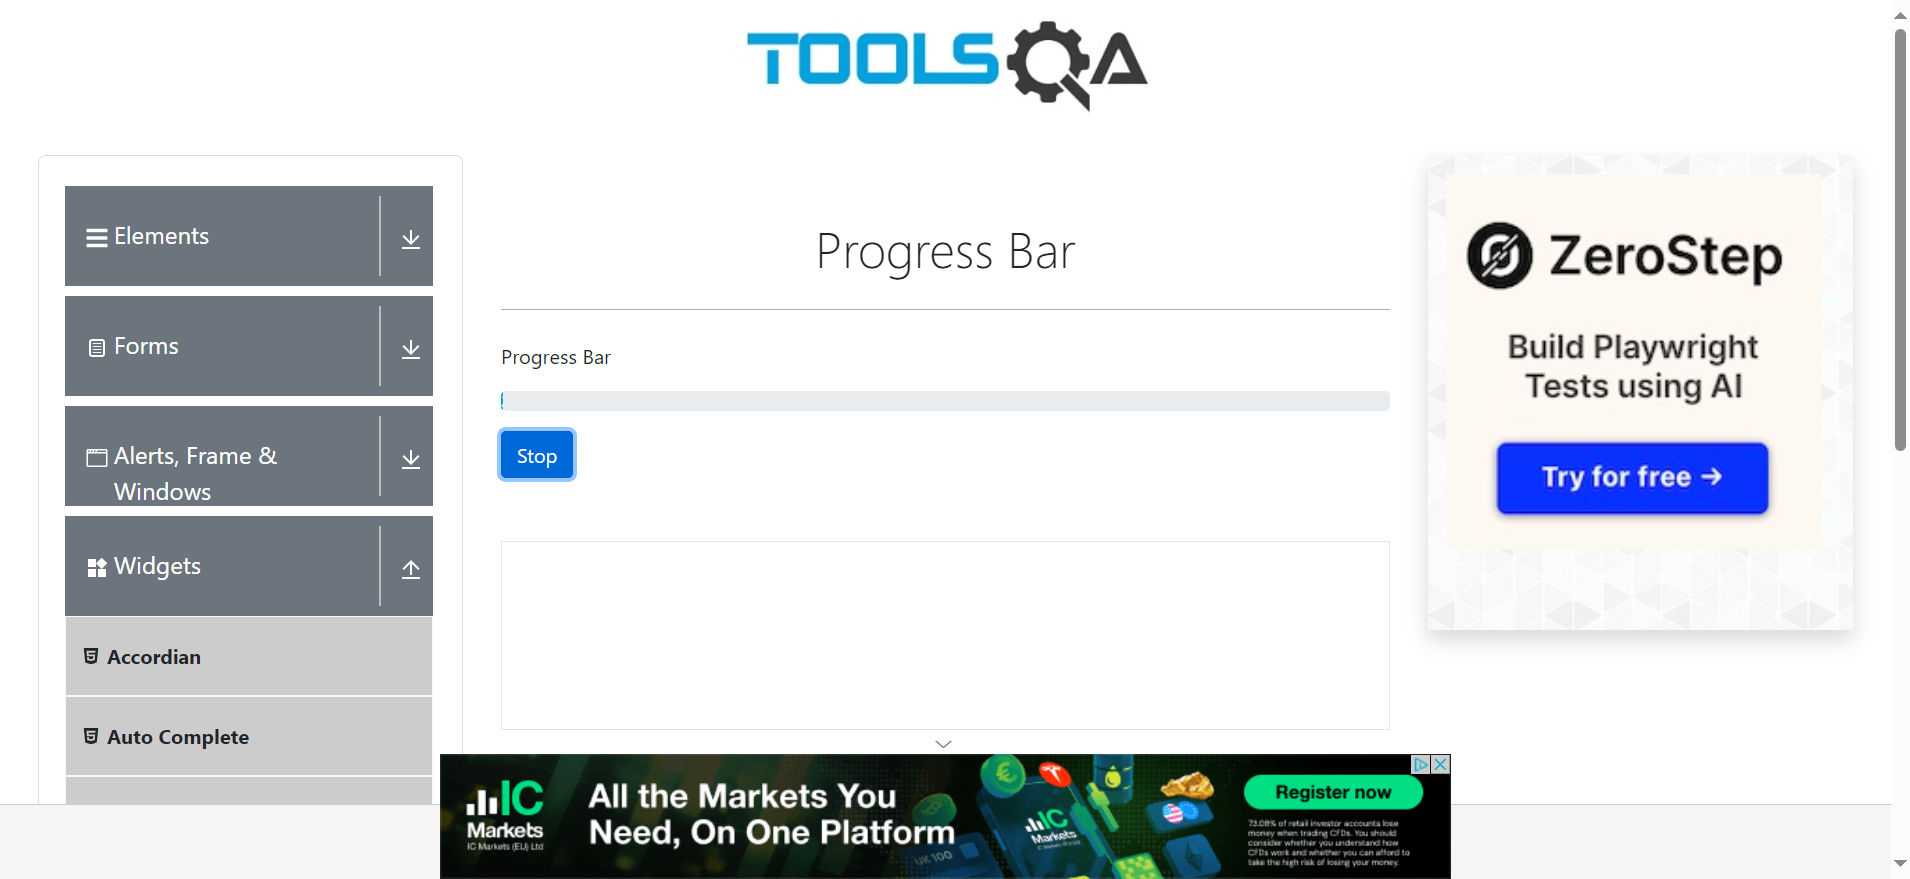 TOOLSQA
Elements
Forms
Alerts, Frame &
Windows
Widgets
Accordian
Auto Complete
Progress Bar
Progress Bar
Stop
ZeroStep
Build Playwright
Tests using AI
Try for free →
IC
Markets
IC Markets (EU) Ltd
All the Markets You
Need, On One Platform
UK 100
IC
Markets
Register now
73.08% of retail investor accounts lose
money when trading CFDs. You should
consider whether you understand how
CFDs work and whether you can afford to
take the high risk of losing your money.